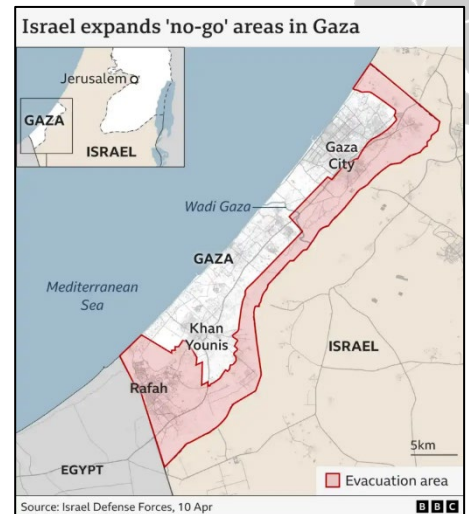 Israel expands 'no-go' areas in Gaza
Jerusalem
GAZA
ISRAEL
Gaza
City
Wadi Gaza
GAZA
Mediterranean
Sea
Khan
Younis
ISRAEL
Rafah
5km
EGYPT
Evacuation area
Source: Israel Defense Forces, 10 Apr
BBC